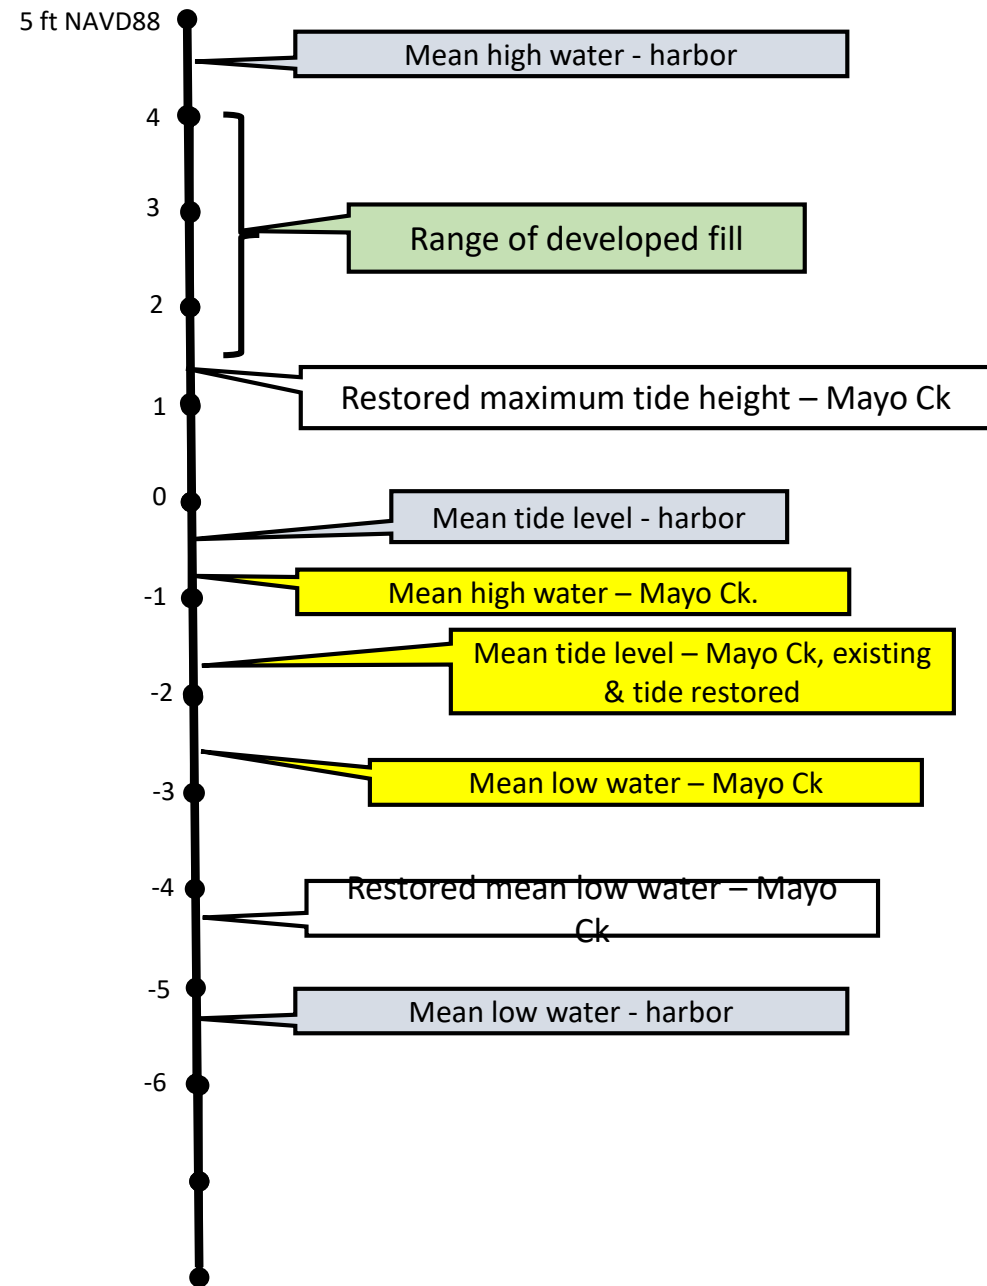 5 ft NAVD88
Mean high water - harbor
4
3
Range of developed fill
2
1
Restored maximum tide height – Mayo Ck
0
Mean tide level - harbor
-1
Mean high water – Mayo Ck.
Mean tide level – Mayo Ck, existing
& tide restored
-2
Mean low water – Mayo Ck
-3
-4
Restored mean low water – Mayo
Ck
-5
Mean low water - harbor
-6